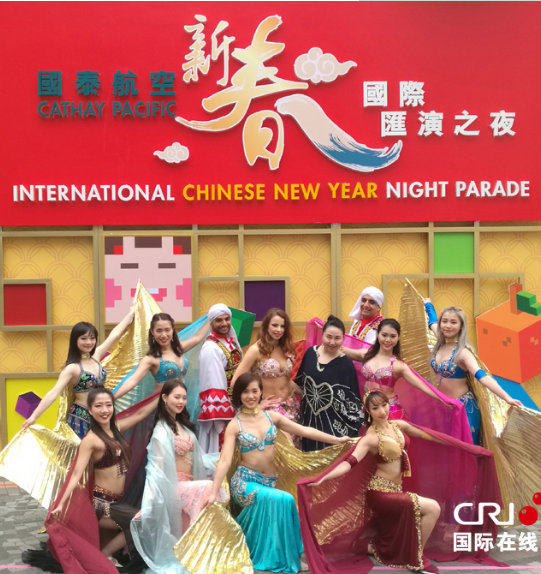 國泰航空
CATHAY PACIFIC
新春
國際
匯演之夜
INTERNATIONAL CHINESE NEW YEAR NIGHT PARADE
CRI
国际在线